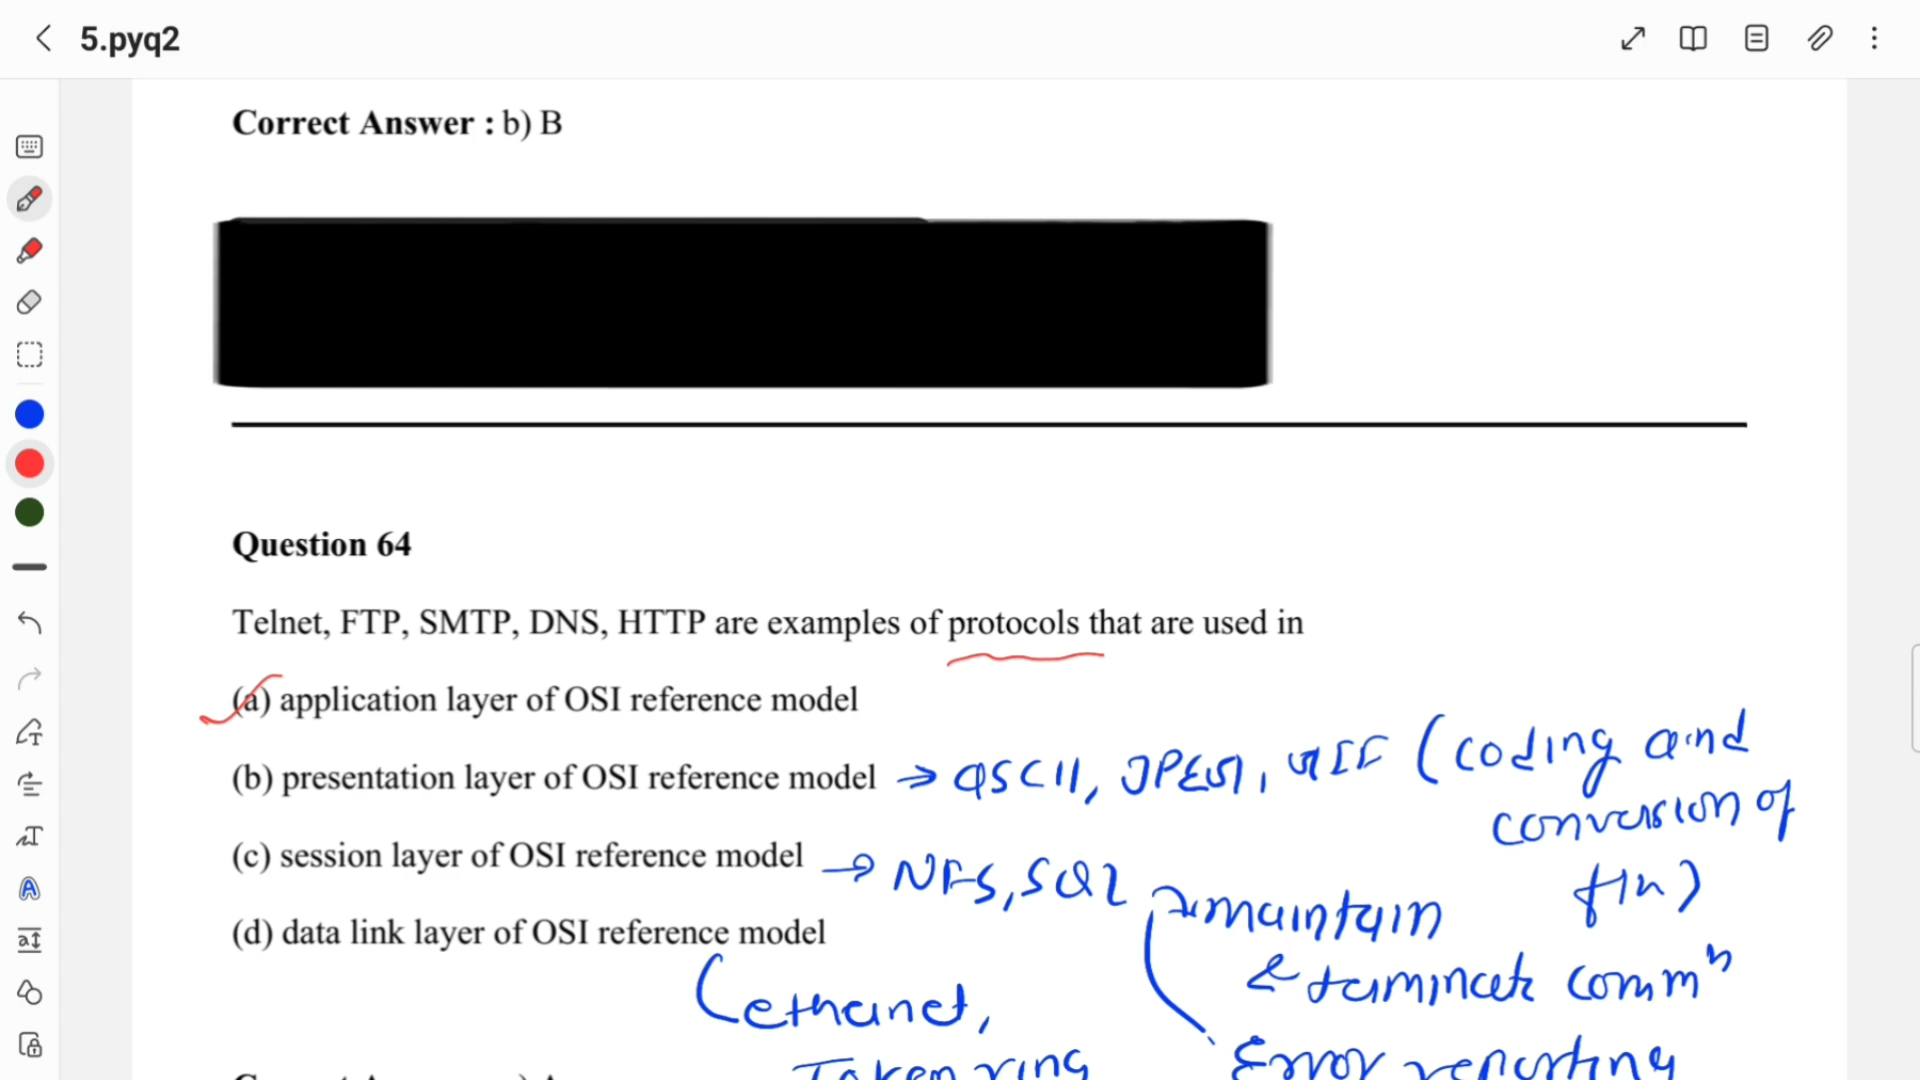 5.pyq2
Correct Answer : b) B
Question 64
Telnet, FTP, SMTP, DNS, HTTP are examples of protocols that are used in
(a) application layer of OSI reference model
(b) presentation layer of OSI reference model → ASCII, JPEG, GIF (coding and
conversion of
fin)
(c) session layer of OSI reference model → NFS, SQL
maintain
& terminate commⁿ
Error reporting
(d) data link layer of OSI reference model
ethernet,
Token ring